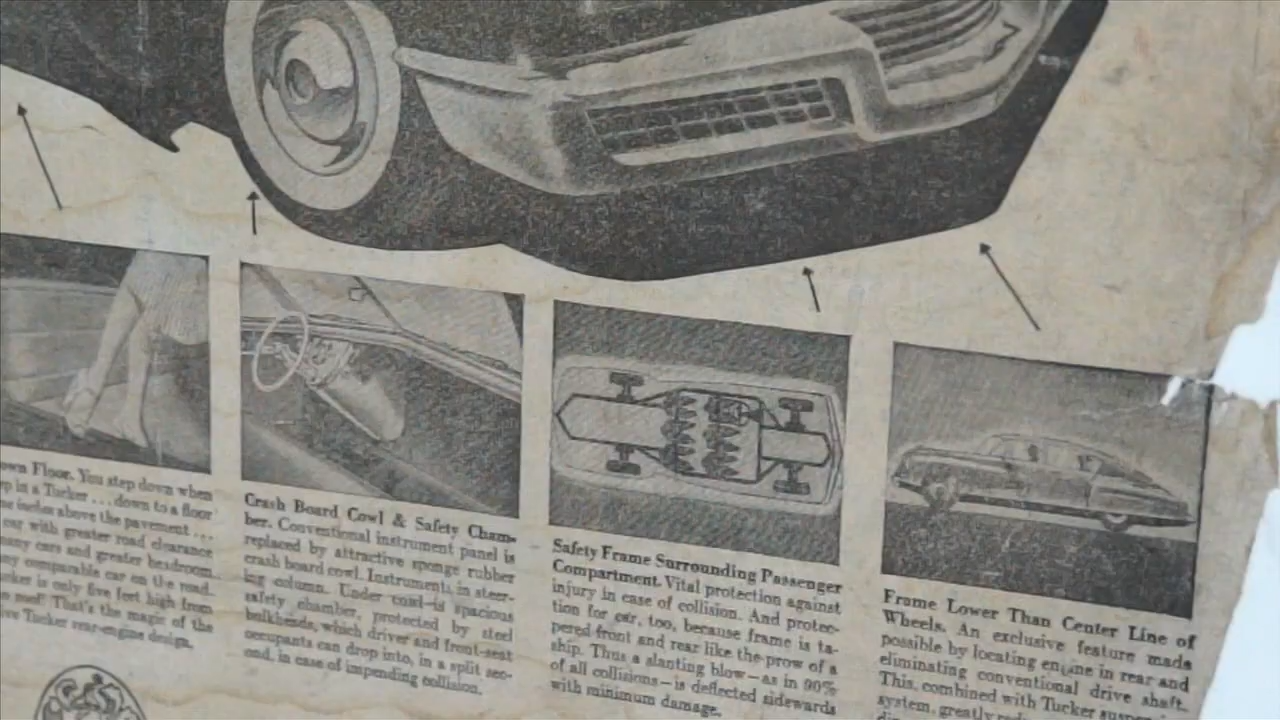 own Floor. You step down when
p in a Tucker ... down to a floor
ne inches above the pavement ...
car with greater road clearance
many cars and greater headroom
ny comparable car on the road.
ucker is only five feet high from
roof! That's the magic of the
ive Tucker rear-engine design.
Crash Board Cowl & Safety Cham-
ber. Conventional instrument panel is
replaced by attractive sponge rubber
crash board cowl. Instruments in steer-
ing column. Under cowl—is spacious
safety chamber, protected by steel
bulkheads, which driver and front-seat
occupants can drop into, in a split sec-
ond, in case of impending collision.
Safety Frame Surrounding Passenger
Compartment. Vital protection against
injury in case of collision. And protec-
tion for car, too, because frame is ta-
pered front and rear like the prow of a
ship. Thus a slanting blow—as in 90%
of all collisions—is deflected sidewards
with minimum damage.
Frame Lower Than Center Line of
Wheels. An exclusive feature made
possible by locating engine in rear and
eliminating conventional drive shaft.
This, combined with Tucker suspen
system, greatly